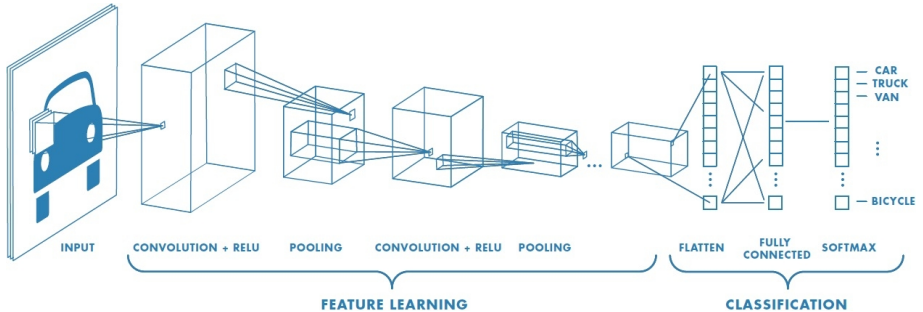 CAR
TRUCK
VAN
BICYCLE
INPUT
CONVOLUTION + RELU
POOLING
CONVOLUTION + RELU
POOLING
FLATTEN
FULLY
CONNECTED
SOFTMAX
FEATURE LEARNING
CLASSIFICATION